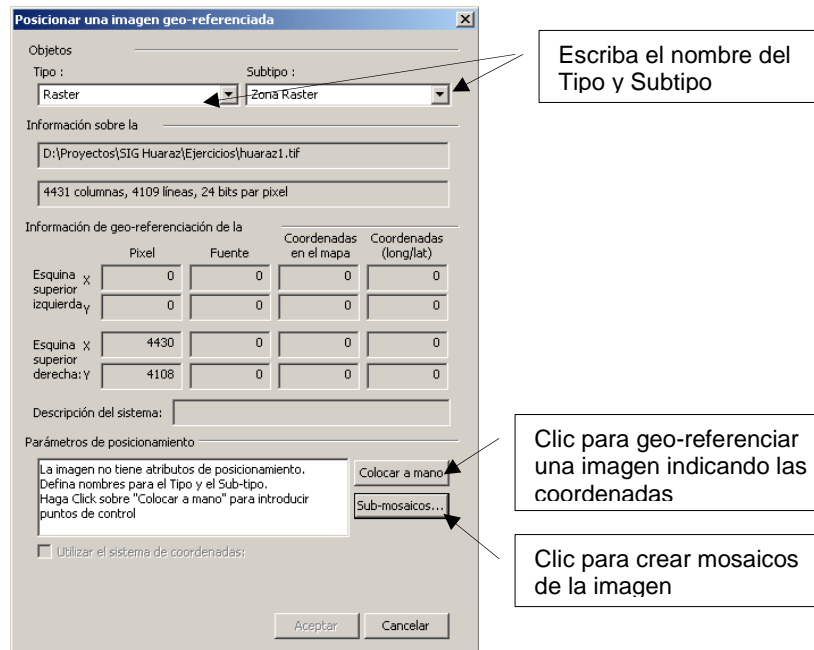 Posicionar una imagen geo-referenciada
Objetos
Tipo :
Subtipo :
Raster
Zona Raster
Información sobre la
D:\Proyectos\SIG Huaraz\Ejercicios\huaraz1.tif
4431 columnas, 4109 líneas, 24 bits par pixel
Información de geo-referenciación de la
Pixel
Fuente
Coordenadas
en el mapa
Coordenadas
(long/lat)
Esquina X
superior
izquierda Y
0 0 0 0
0 0 0 0
Esquina X
superior
derecha: Y
4430 0 0 0
4108 0 0 0
Descripción del sistema:
Parámetros de posicionamiento
La imagen no tiene atributos de posicionamiento.
Defina nombres para el Tipo y el Sub-tipo.
Haga Click sobre "Colocar a mano" para introducir
puntos de control
Colocar a mano
Sub-mosaicos...
Utilizar el sistema de coordenadas:
Aceptar
Cancelar
Escriba el nombre del
Tipo y Subtipo
Clic para geo-referenciar
una imagen indicando las
coordenadas
Clic para crear mosaicos
de la imagen